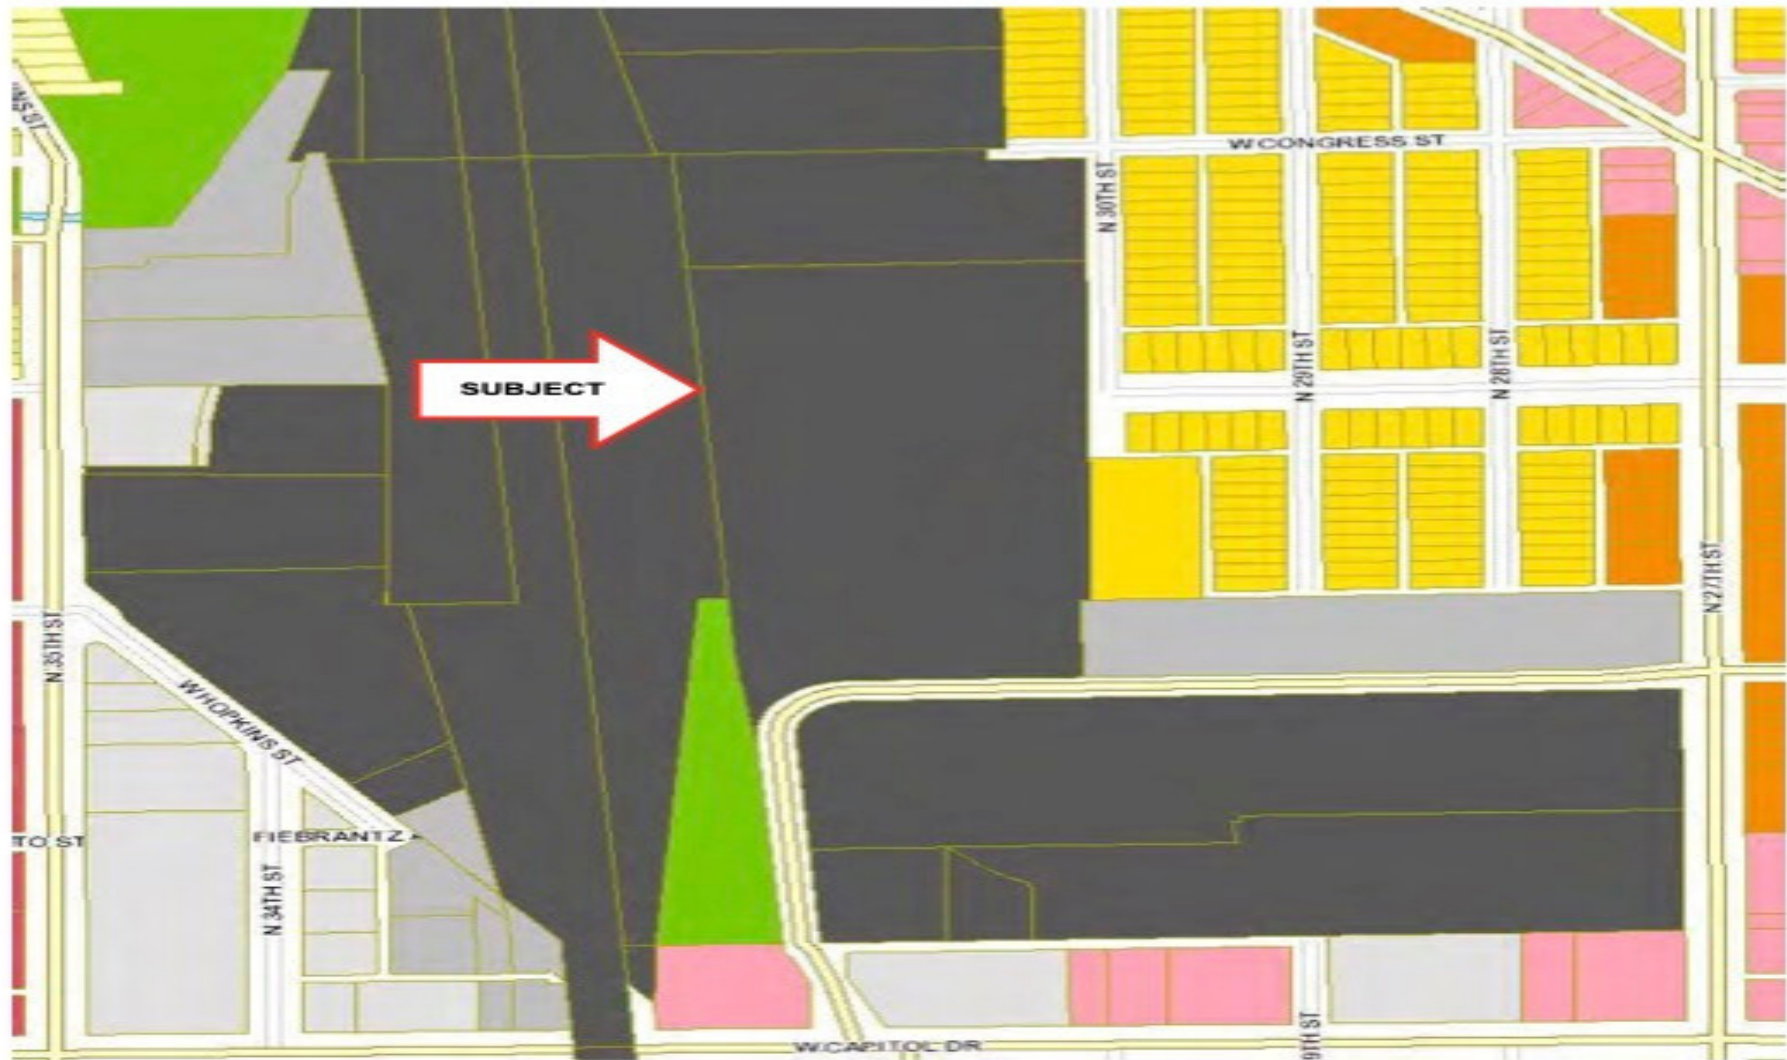 W CONGRESS ST
N 30TH ST
SUBJECT
N 29TH ST
N 28TH ST
N 27TH ST
N 35TH ST
W HOPKINS ST
TO ST
FIEBRANTZ
N 34TH ST
9TH ST
W CAPITOL DR